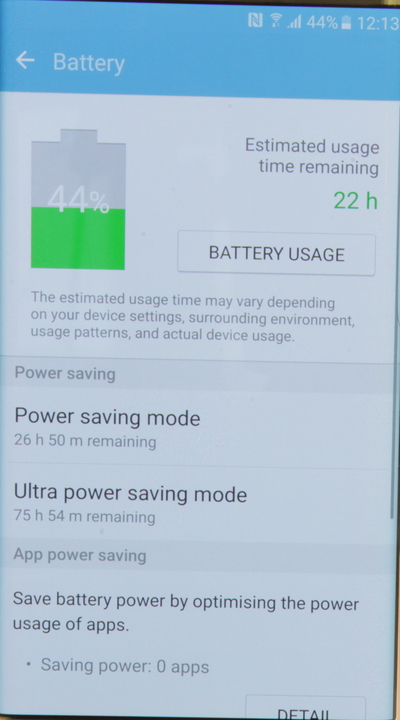 44% 12:13
Battery
44%
Estimated usage
time remaining
22 h
BATTERY USAGE
The estimated usage time may vary depending
on your device settings, surrounding environment,
usage patterns, and actual device usage.
Power saving
Power saving mode
26 h 50 m remaining
Ultra power saving mode
75 h 54 m remaining
App power saving
Save battery power by optimising the power
usage of apps.
• Saving power: 0 apps
DETAIL